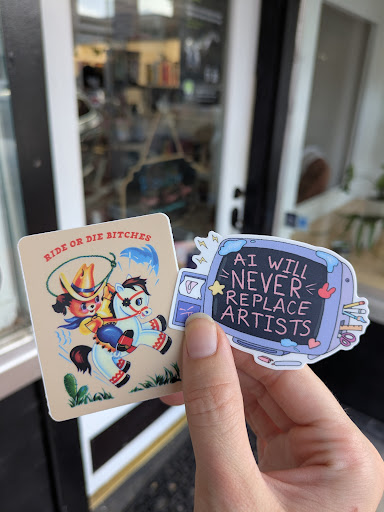 RIDE OR DIE BITCHES
AI WILL
NEVER
REPLACE
ARTISTS